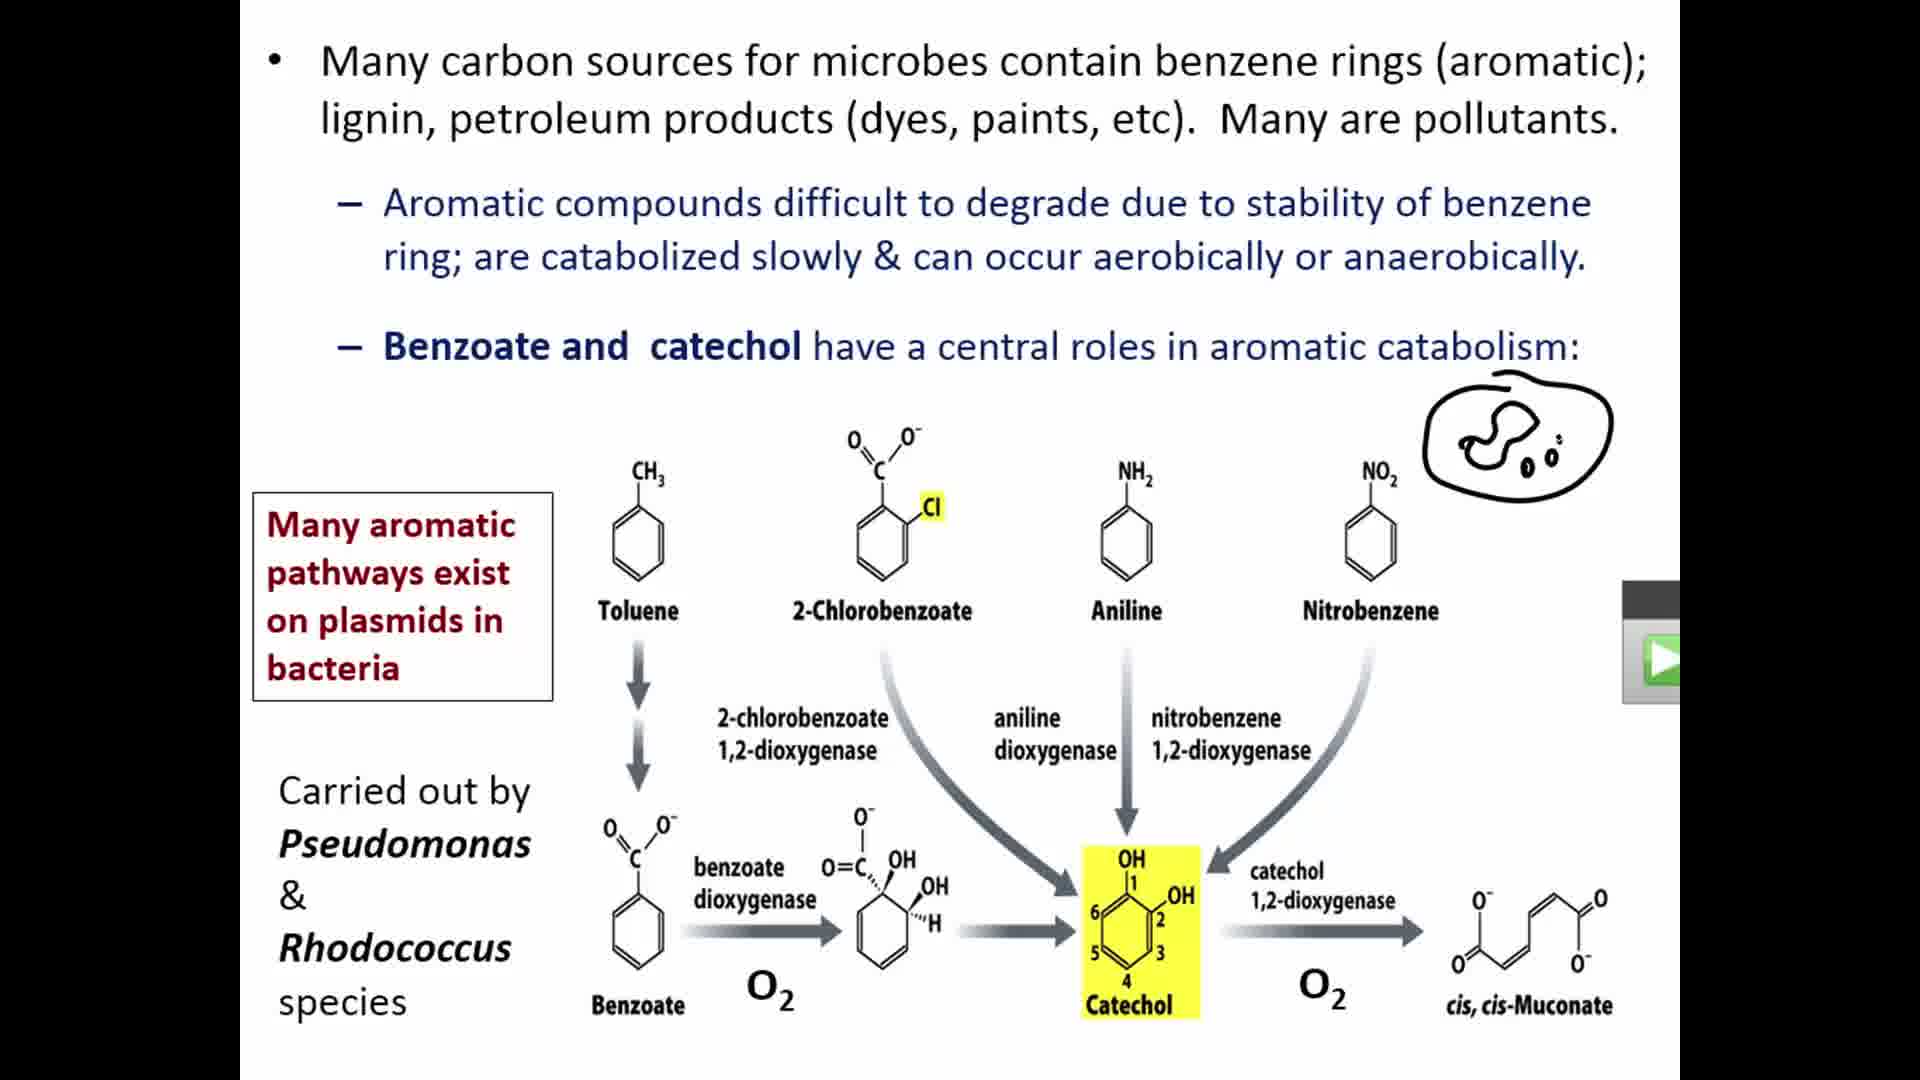 • Many carbon sources for microbes contain benzene rings (aromatic);
lignin, petroleum products (dyes, paints, etc).  Many are pollutants.
– Aromatic compounds difficult to degrade due to stability of benzene
ring; are catabolized slowly & can occur aerobically or anaerobically.
– Benzoate and  catechol have a central roles in aromatic catabolism:
Many aromatic
pathways exist
on plasmids in
bacteria
Carried out by
Pseudomonas
&
Rhodococcus
species
CH₃
Toluene
O O⁻
C
Cl
2-Chlorobenzoate
NH₂
Aniline
NO₂
Nitrobenzene
2-chlorobenzoate
1,2-dioxygenase
aniline
dioxygenase
nitrobenzene
1,2-dioxygenase
O O⁻
C
Benzoate
benzoate
dioxygenase
O₂
O⁻
O=C OH
OH
H
OH
1
OH
6
2
5 3
4
Catechol
catechol
1,2-dioxygenase
O₂
O⁻ O
O O⁻
cis, cis-Muconate